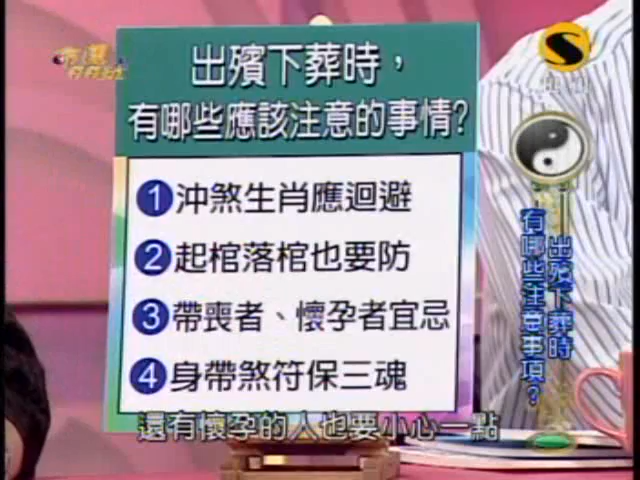 出殯下葬時，
有哪些應該注意的事情?
1 沖煞生肖應迴避
2 起棺落棺也要防
3 帶喪者、懷孕者宜忌
4 身帶煞符保三魂
出殯下葬時
有哪些注意事項?
還有懷孕的人也要小心一點